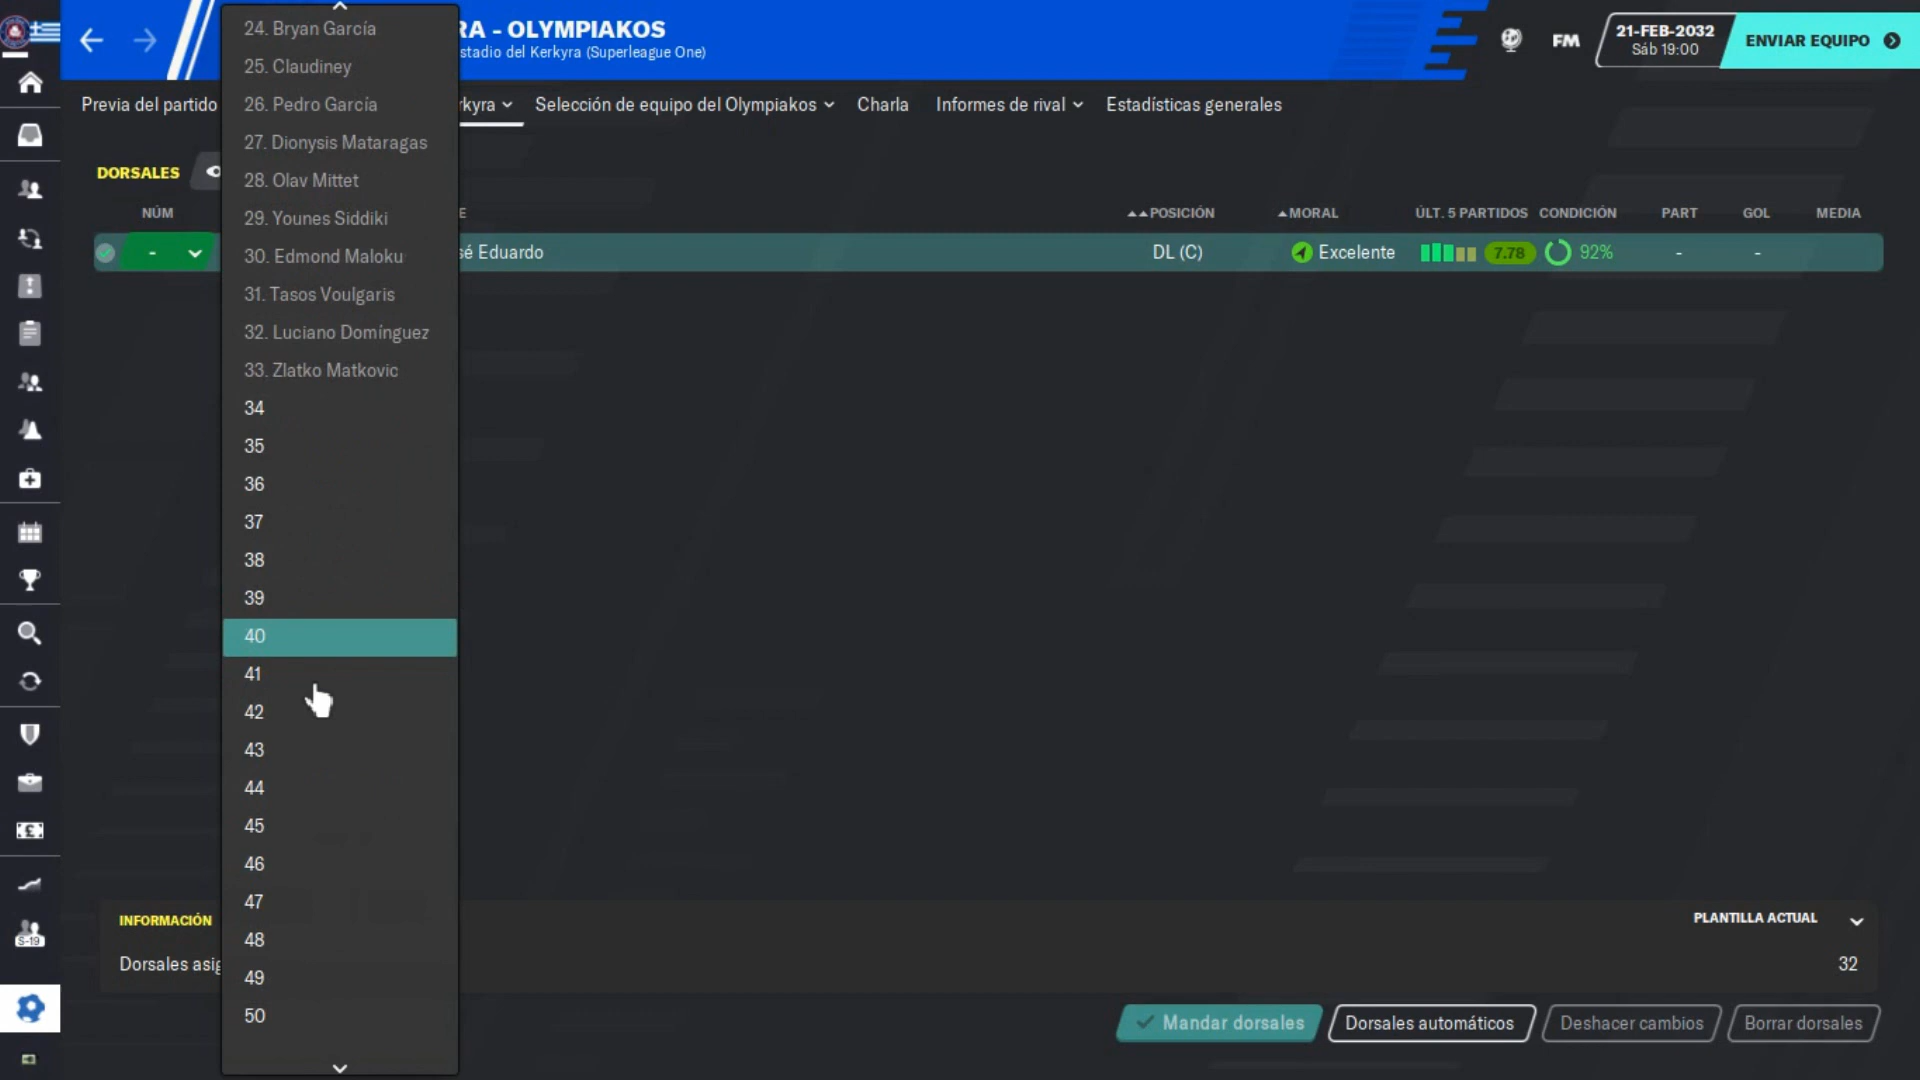 RA - OLYMPIAKOS
stadio del Kerkyra (Superleague One)
FM
21-FEB-2032
Sáb 19:00
ENVIAR EQUIPO
Previa del partido
rkyra
Selección de equipo del Olympiakos
Charla
Informes de rival
Estadísticas generales
DORSALES
NÚM
E
POSICIÓN
MORAL
ÚLT. 5 PARTIDOS
CONDICIÓN
PART
GOL
MEDIA
-
sé Eduardo
DL (C)
Excelente
7.78
92%
-
-
24. Bryan García
25. Claudiney
26. Pedro García
27. Dionysis Mataragas
28. Olav Mittet
29. Younes Siddiki
30. Edmond Maloku
31. Tasos Voulgaris
32. Luciano Domínguez
33. Zlatko Matkovic
34
35
36
37
38
39
40
41
42
43
44
45
46
47
48
49
50
S-19
INFORMACIÓN
PLANTILLA ACTUAL
Dorsales asig
32
Mandar dorsales
Dorsales automáticos
Deshacer cambios
Borrar dorsales